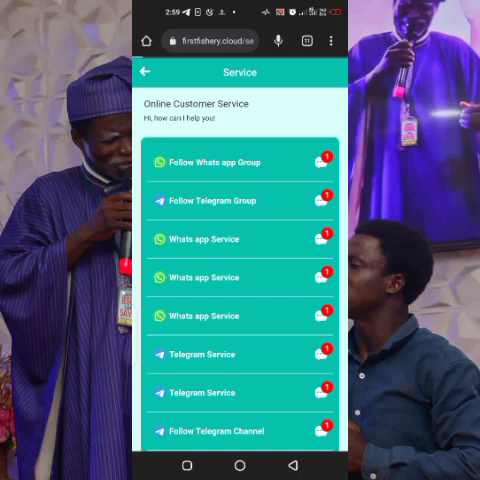 2:59
firstfishery.cloud/se
11
Service
Online Customer Service
Hi, how can I help you!
Follow Whats app Group
1
Follow Telegram Group
1
Whats app Service
1
Whats app Service
1
Whats app Service
1
Telegram Service
1
Telegram Service
1
Follow Telegram Channel
1